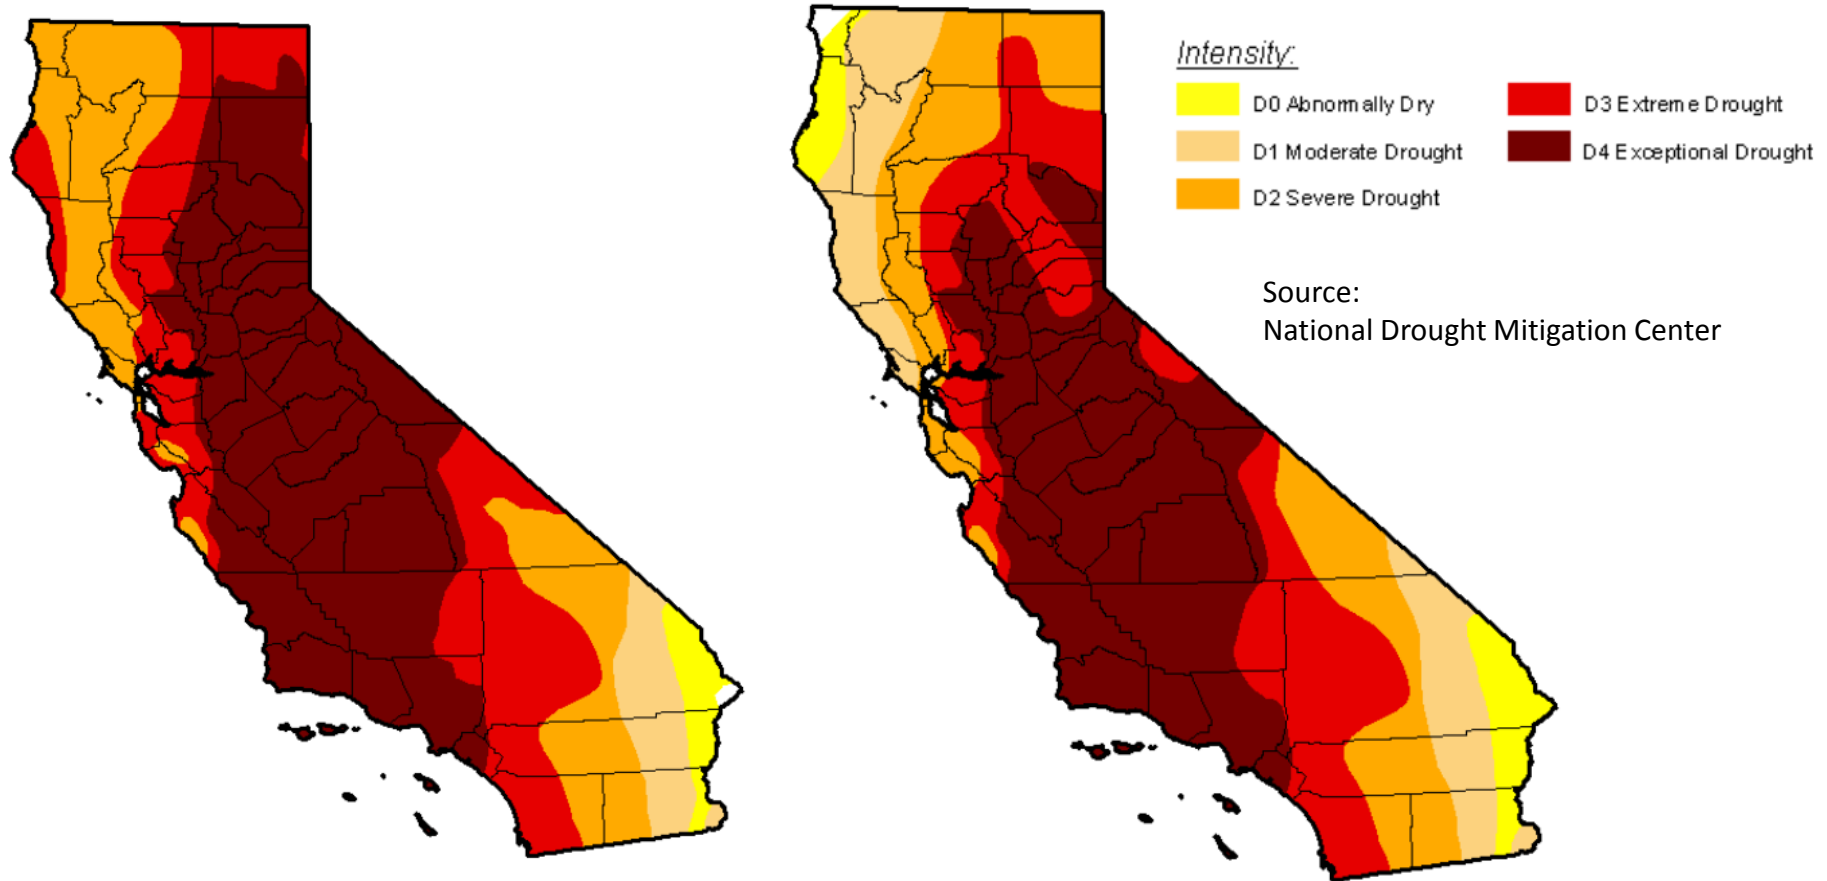 Intensity:
D0 Abnormally Dry
D1 Moderate Drought
D2 Severe Drought
D3 Extreme Drought
D4 Exceptional Drought
Source:
National Drought Mitigation Center